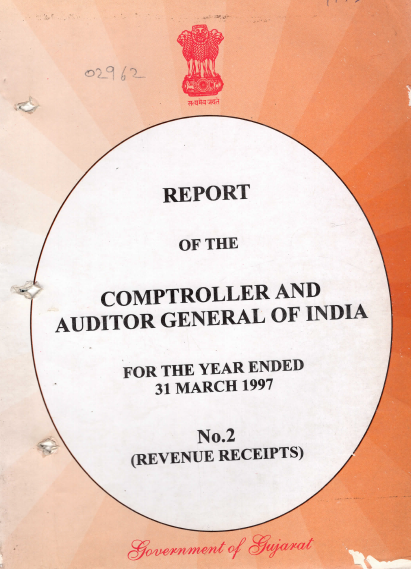 02962
सत्यमेव जयते
REPORT
OF THE
COMPTROLLER AND
AUDITOR GENERAL OF INDIA
FOR THE YEAR ENDED
31 MARCH 1997
No.2
(REVENUE RECEIPTS)
Government of Gujarat